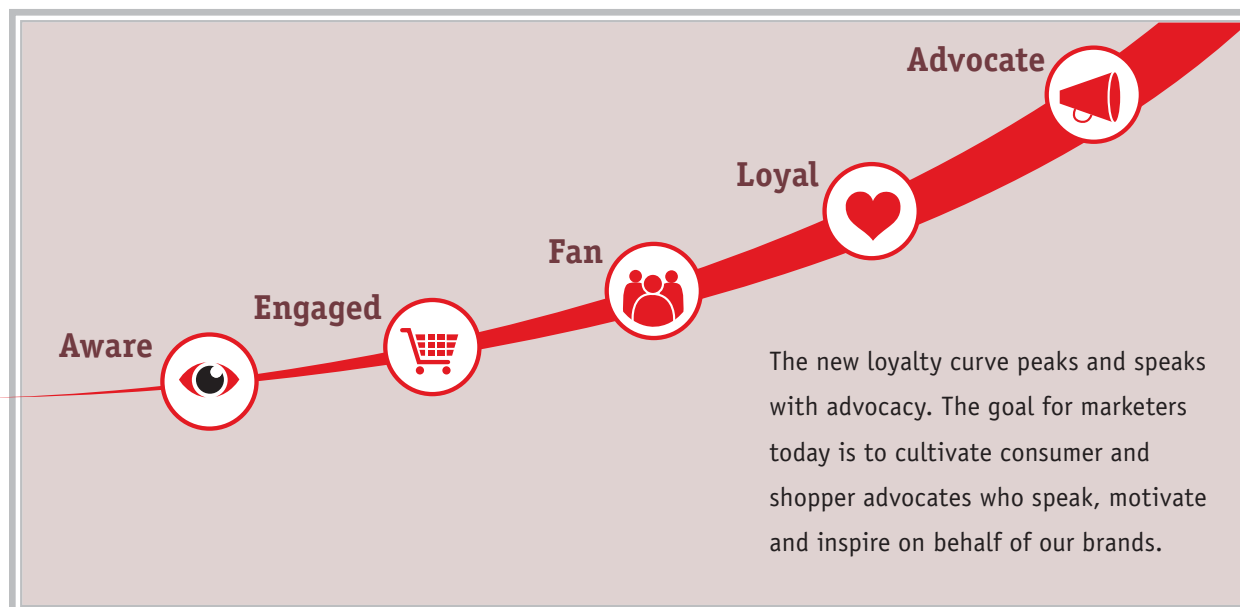 Advocate
Loyal
Fan
Engaged
Aware
The new loyalty curve peaks and speaks
with advocacy. The goal for marketers
today is to cultivate consumer and
shopper advocates who speak, motivate
and inspire on behalf of our brands.